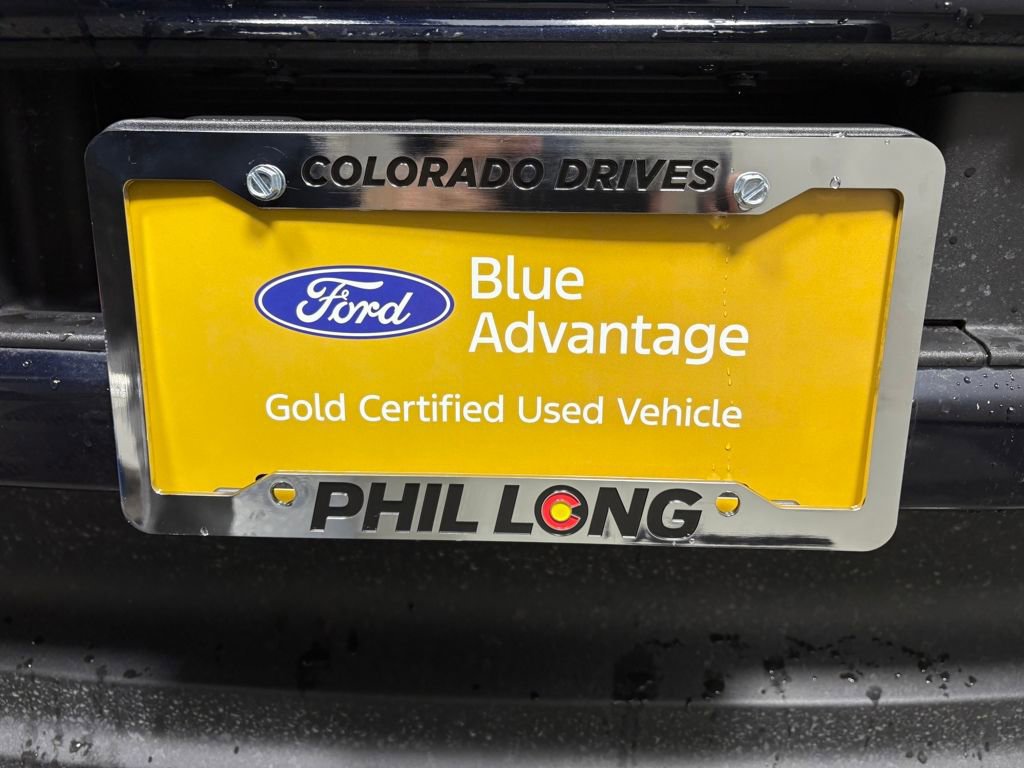 COLORADO DRIVES
Ford
Blue
Advantage
Gold Certified Used Vehicle
PHIL LONG